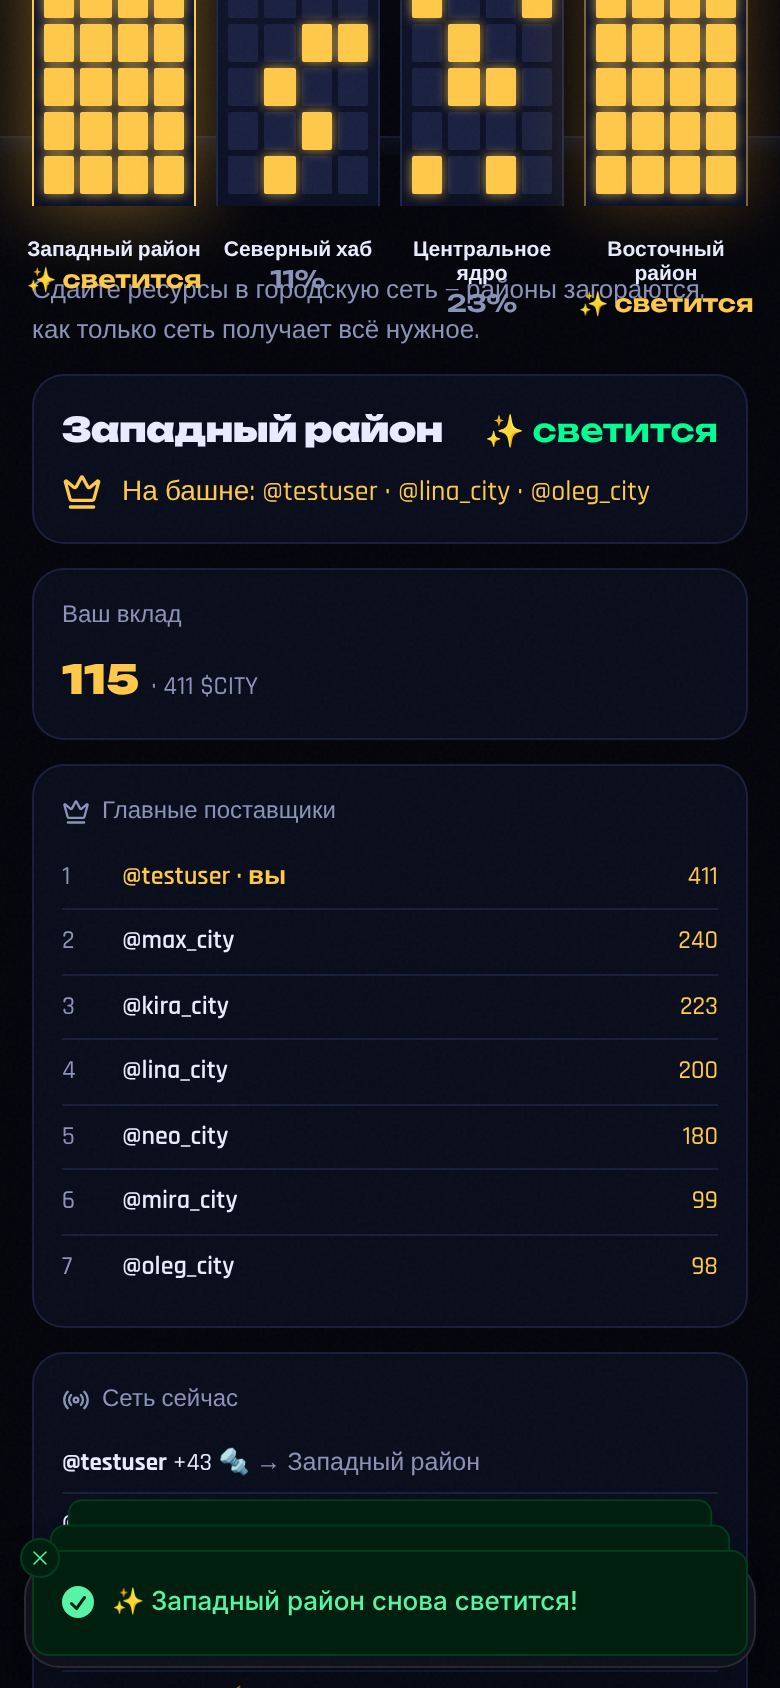 Западный район
✨ светится
Северный хаб
11%
Центральное
ядро
23%
Восточный
район
✨ светится
Сдайте ресурсы в городскую сеть – районы загораются,
как только сеть получает всё нужное.
Западный район ✨ светится
На башне: @testuser · @lina_city · @oleg_city
Ваш вклад
115 · 411 $CITY
Главные поставщики
1 @testuser · вы 411
2 @max_city 240
3 @kira_city 223
4 @lina_city 200
5 @neo_city 180
6 @mira_city 99
7 @oleg_city 98
Сеть сейчас
@testuser +43 🔩 → Западный район
✨ Западный район снова светится!